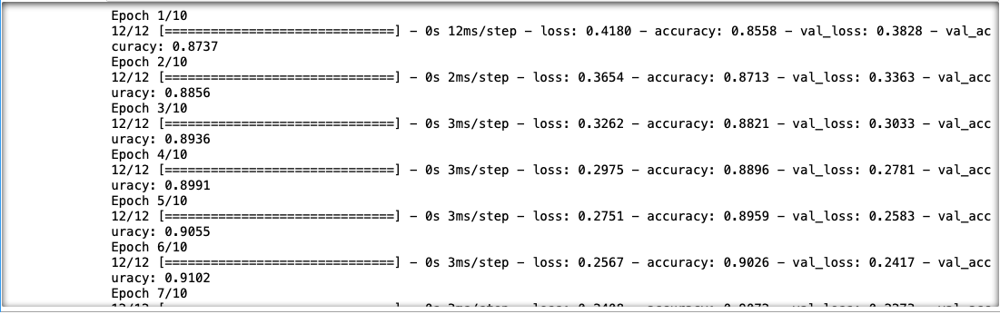 Epoch 1/10
12/12 [==============================] - 0s 12ms/step - loss: 0.4180 - accuracy: 0.8558 - val_loss: 0.3828 - val_ac
curacy: 0.8737
Epoch 2/10
12/12 [==============================] - 0s 2ms/step - loss: 0.3654 - accuracy: 0.8713 - val_loss: 0.3363 - val_acc
uracy: 0.8856
Epoch 3/10
12/12 [==============================] - 0s 3ms/step - loss: 0.3262 - accuracy: 0.8821 - val_loss: 0.3033 - val_acc
uracy: 0.8936
Epoch 4/10
12/12 [==============================] - 0s 3ms/step - loss: 0.2975 - accuracy: 0.8896 - val_loss: 0.2781 - val_acc
uracy: 0.8991
Epoch 5/10
12/12 [==============================] - 0s 3ms/step - loss: 0.2751 - accuracy: 0.8959 - val_loss: 0.2583 - val_acc
uracy: 0.9055
Epoch 6/10
12/12 [==============================] - 0s 3ms/step - loss: 0.2567 - accuracy: 0.9026 - val_loss: 0.2417 - val_acc
uracy: 0.9102
Epoch 7/10